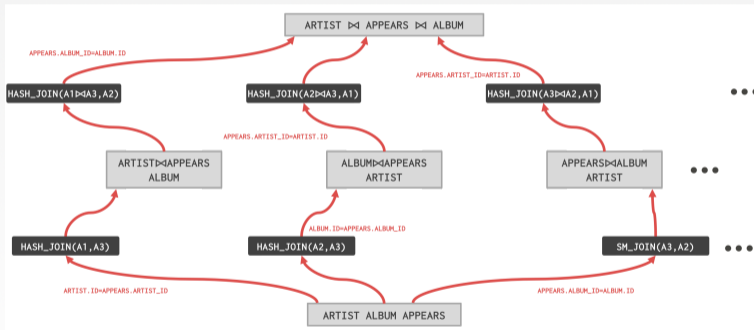 ARTIST ⋈ APPEARS ⋈ ALBUM
APPEARS.ALBUM_ID=ALBUM.ID
APPEARS.ARTIST_ID=ARTIST.ID
HASH_JOIN(A1⋈A3,A2)
HASH_JOIN(A2⋈A3,A1)
HASH_JOIN(A3⋈A2,A1)
APPEARS.ARTIST_ID=ARTIST.ID
ARTIST⋈APPEARS
ALBUM
ALBUM⋈APPEARS
ARTIST
APPEARS⋈ALBUM
ARTIST
ALBUM.ID=APPEARS.ALBUM_ID
HASH_JOIN(A1,A3)
HASH_JOIN(A2,A3)
SM_JOIN(A3,A2)
ARTIST.ID=APPEARS.ARTIST_ID
APPEARS.ALBUM_ID=ALBUM.ID
ARTIST ALBUM APPEARS